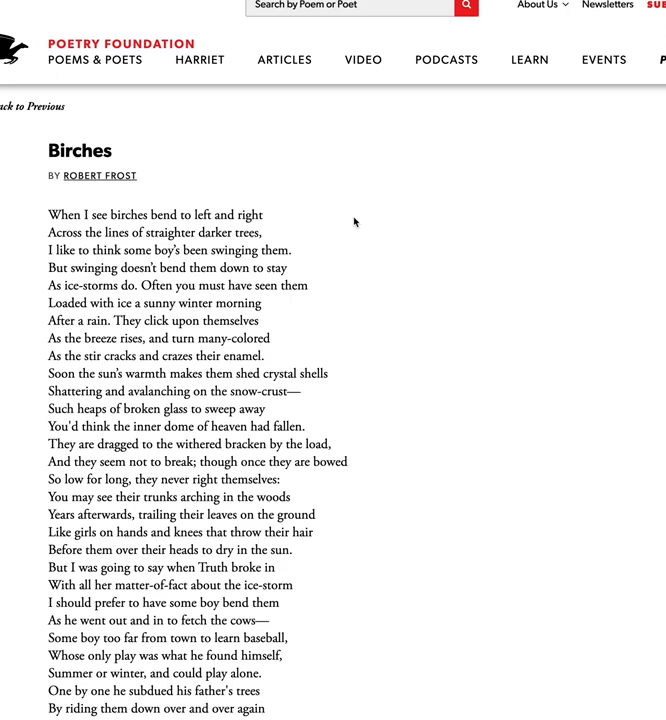 Search by Poem or Poet
About Us
Newsletters
SUB
POETRY FOUNDATION
POEMS & POETS
HARRIET
ARTICLES
VIDEO
PODCASTS
LEARN
EVENTS
P
ack to Previous
Birches
BY ROBERT FROST
When I see birches bend to left and right
Across the lines of straighter darker trees,
I like to think some boy’s been swinging them.
But swinging doesn’t bend them down to stay
As ice-storms do. Often you must have seen them
Loaded with ice a sunny winter morning
After a rain. They click upon themselves
As the breeze rises, and turn many-colored
As the stir cracks and crazes their enamel.
Soon the sun’s warmth makes them shed crystal shells
Shattering and avalanching on the snow-crust—
Such heaps of broken glass to sweep away
You'd think the inner dome of heaven had fallen.
They are dragged to the withered bracken by the load,
And they seem not to break; though once they are bowed
So low for long, they never right themselves:
You may see their trunks arching in the woods
Years afterwards, trailing their leaves on the ground
Like girls on hands and knees that throw their hair
Before them over their heads to dry in the sun.
But I was going to say when Truth broke in
With all her matter-of-fact about the ice-storm
I should prefer to have some boy bend them
As he went out and in to fetch the cows—
Some boy too far from town to learn baseball,
Whose only play was what he found himself,
Summer or winter, and could play alone.
One by one he subdued his father's trees
By riding them down over and over again